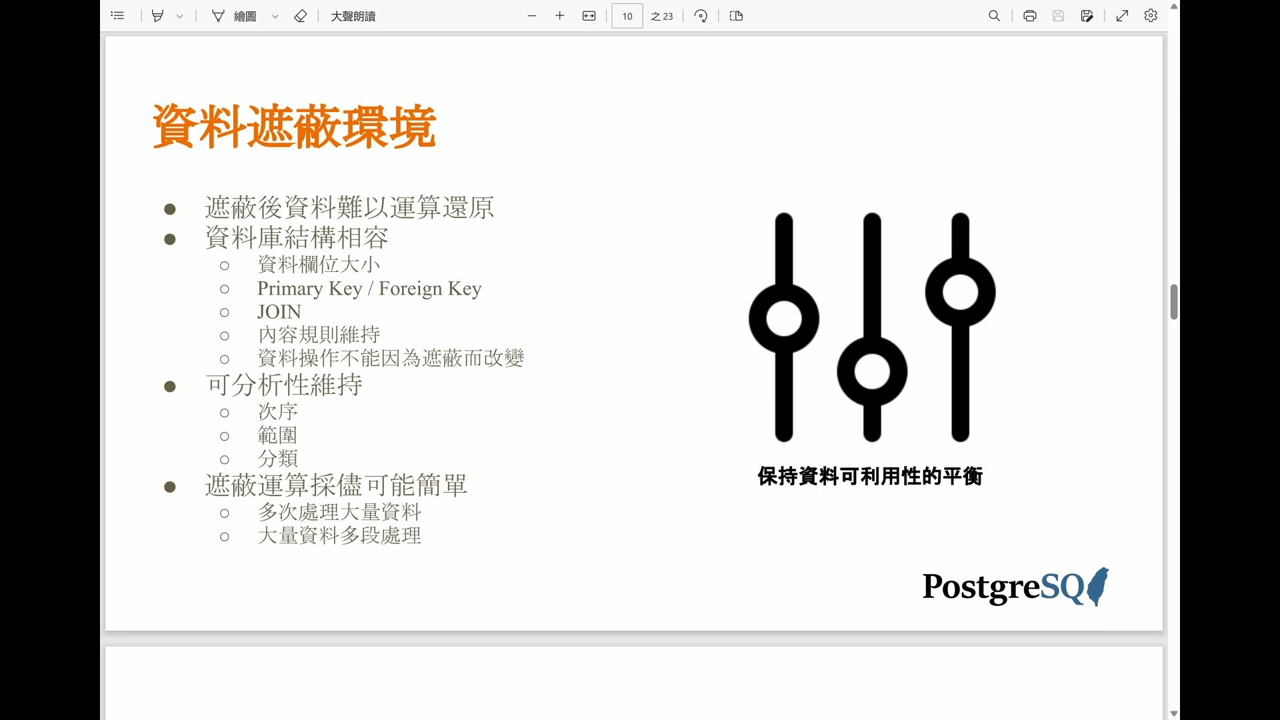 繪圖
大聲朗讀
10
之 23
資料遮蔽環境
● 遮蔽後資料難以運算還原
● 資料庫結構相容
○ 資料欄位大小
○ Primary Key / Foreign Key
○ JOIN
○ 內容規則維持
○ 資料操作不能因為遮蔽而改變
● 可分析性維持
○ 次序
○ 範圍
○ 分類
● 遮蔽運算採儘可能簡單
○ 多次處理大量資料
○ 大量資料多段處理
保持資料可利用性的平衡
PostgreSQ